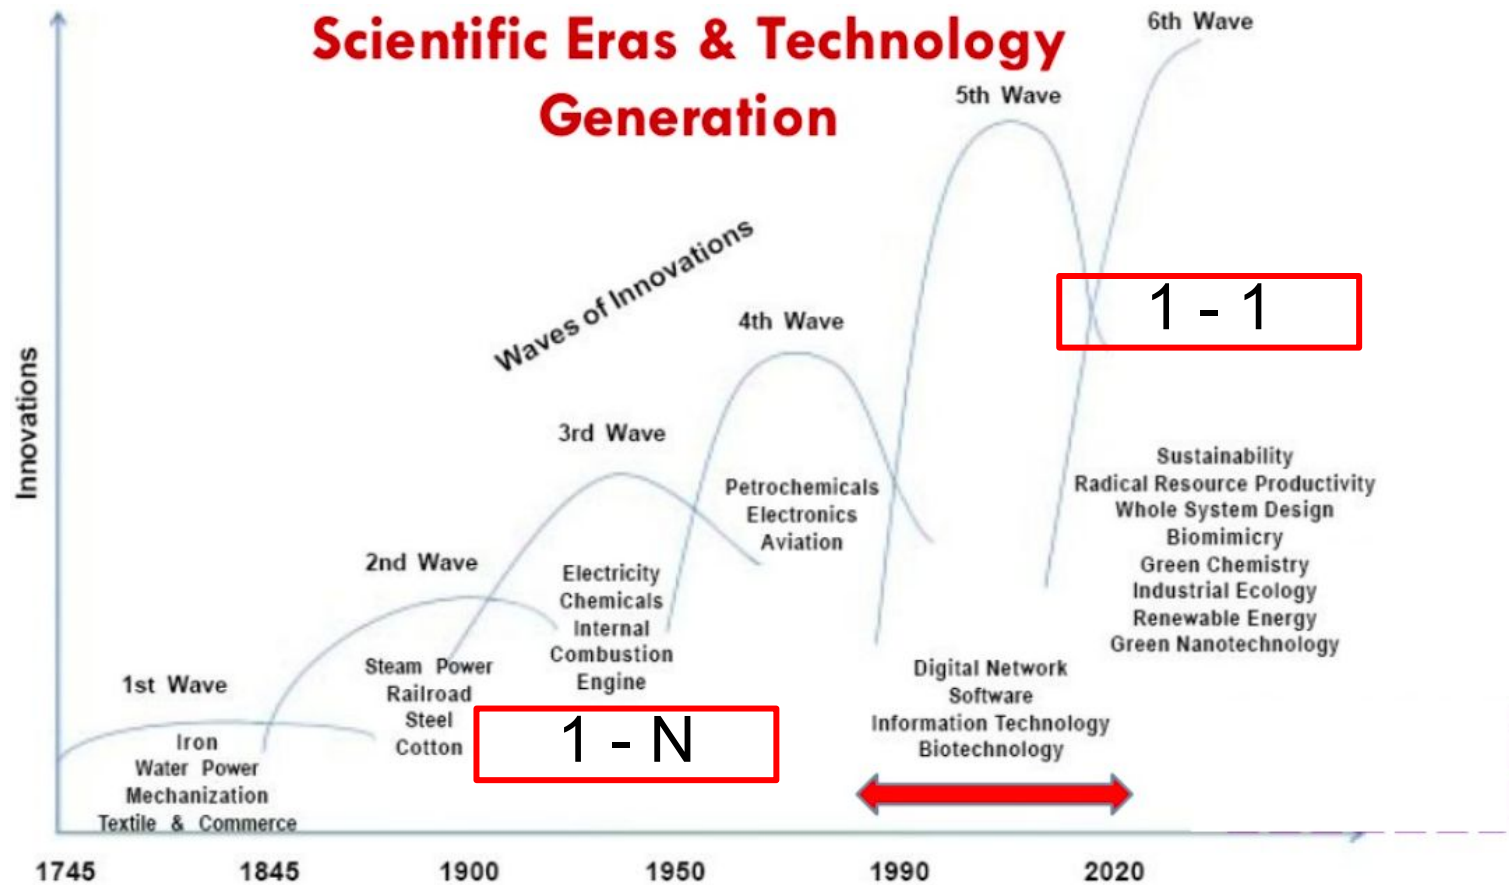 Scientific Eras & Technology
Generation
6th Wave
5th Wave
Waves of Innovations
4th Wave
1 - 1
3rd Wave
Innovations
2nd Wave
1st Wave
Iron
Water Power
Mechanization
Textile & Commerce
Steam Power
Railroad
Steel
Cotton
1 - N
Electricity
Chemicals
Internal
Combustion
Engine
Petrochemicals
Electronics
Aviation
Digital Network
Software
Information Technology
Biotechnology
Sustainability
Radical Resource Productivity
Whole System Design
Biomimicry
Green Chemistry
Industrial Ecology
Renewable Energy
Green Nanotechnology
1745 1845 1900 1950 1990 2020